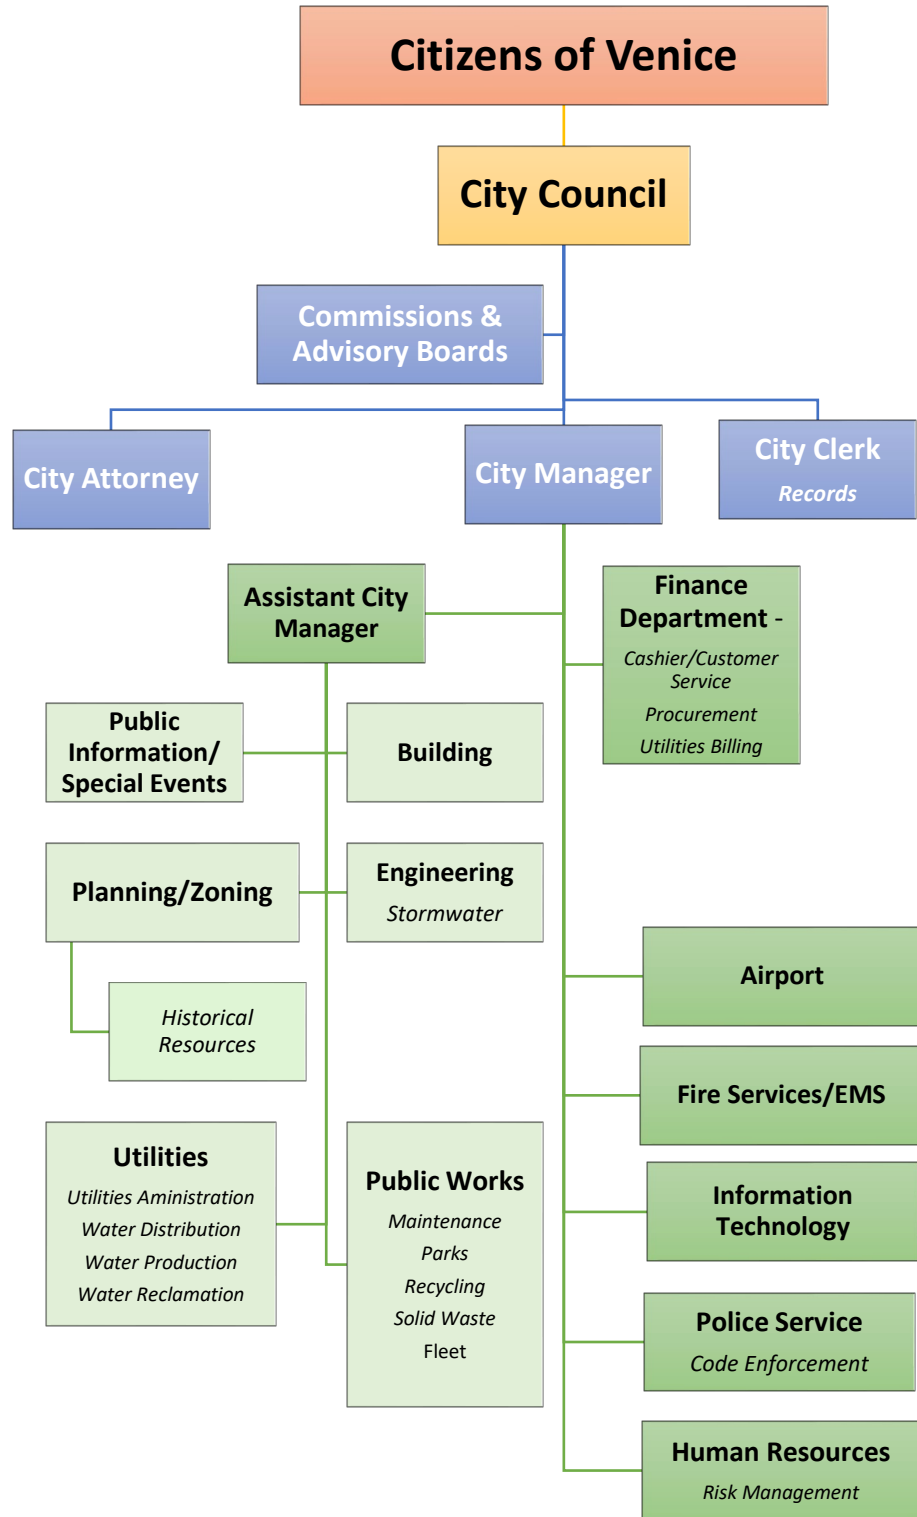 Citizens of Venice
City Council
Commissions &
Advisory Boards
City Attorney
City Manager
City Clerk
Records
Assistant City
Manager
Finance
Department -
Cashier/Customer
Service
Procurement
Utilities Billing
Public
Information/
Special Events
Building
Planning/Zoning
Engineering
Stormwater
Historical
Resources
Airport
Fire Services/EMS
Utilities
Utilities Aministration
Water Distribution
Water Production
Water Reclamation
Public Works
Maintenance
Parks
Recycling
Solid Waste
Fleet
Information
Technology
Police Service
Code Enforcement
Human Resources
Risk Management